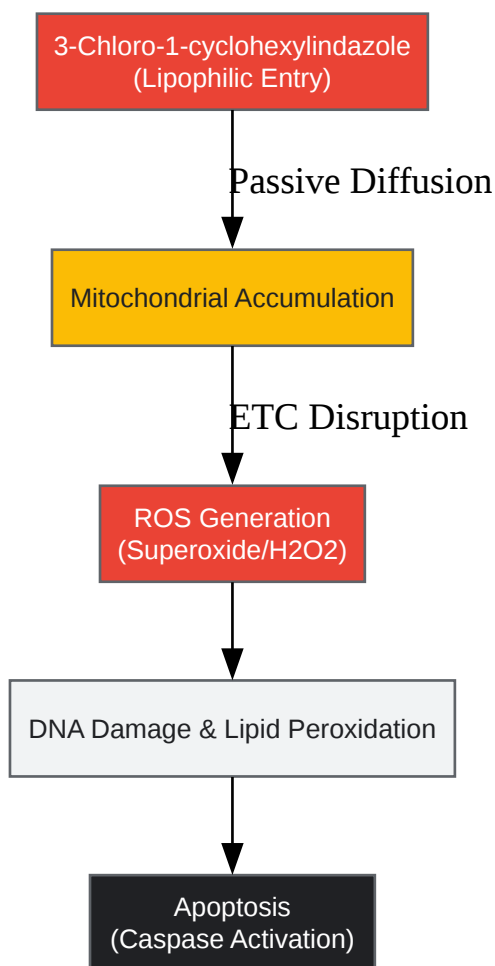 3-Chloro-1-cyclohexylindazole
(Lipophilic Entry)
Passive Diffusion
Mitochondrial Accumulation
ETC Disruption
ROS Generation
(Superoxide/H2O2)
DNA Damage & Lipid Peroxidation
Apoptosis
(Caspase Activation)